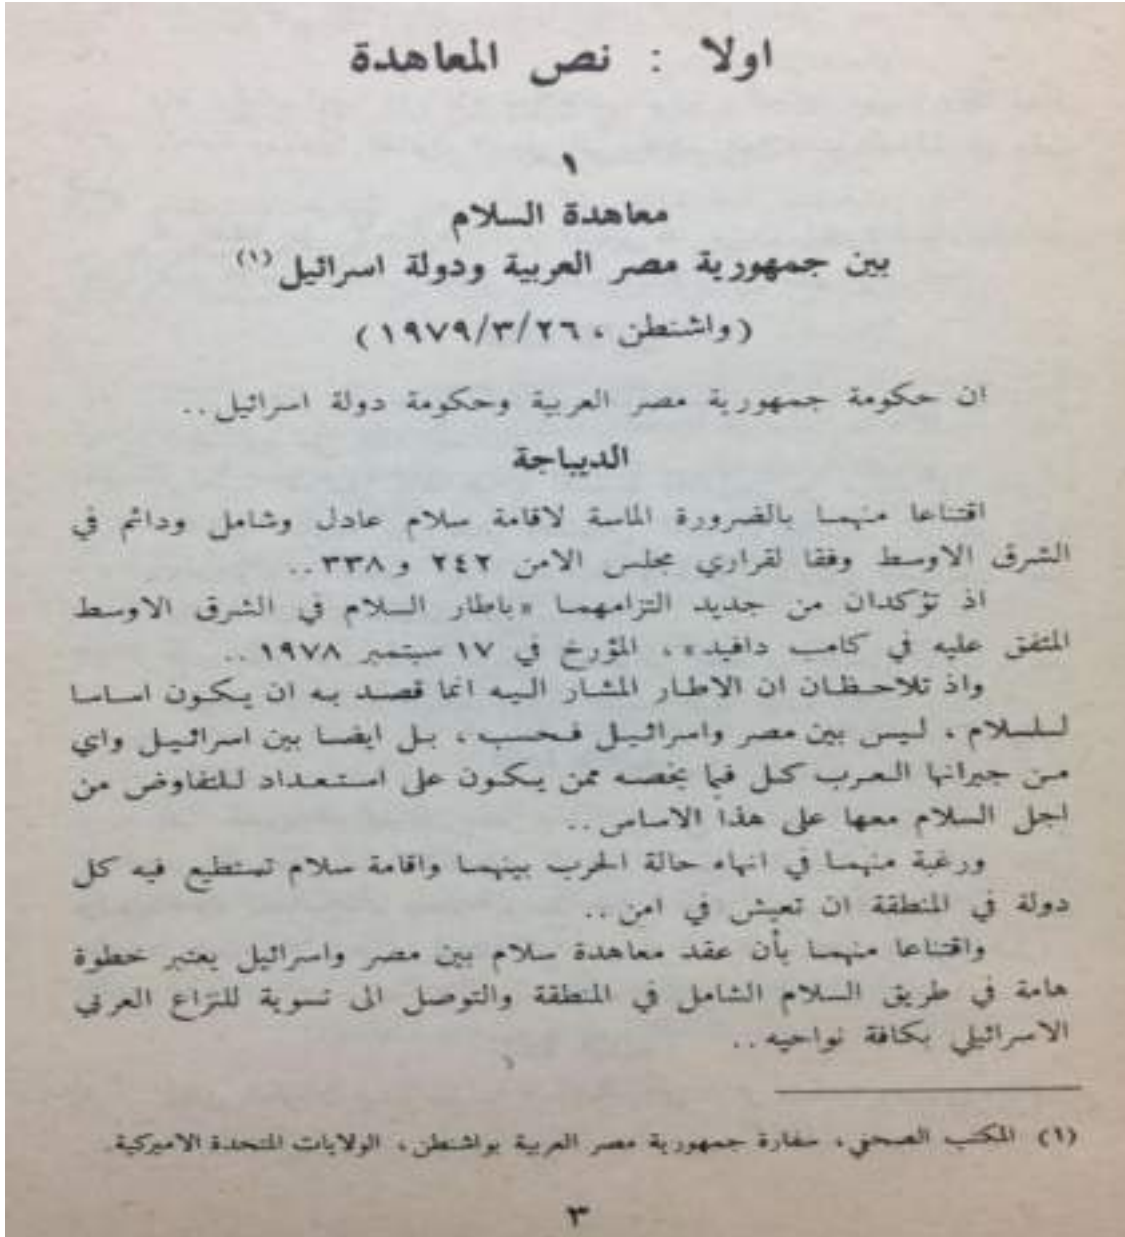 اولا : نص المعاهدة
١
معاهدة السلام
بين جمهورية مصر العربية ودولة اسرائيل (١)
(واشنطن ، ١٩٧٩/٣/٢٦)
ان حكومة جمهورية مصر العربية وحكومة دولة اسرائيل ..
الديباجة
اقتناعا منهما بالضرورة الماسة لاقامة سلام عادل وشامل ودائم في
الشرق الاوسط وفقا لقراري مجلس الامن ٢٤٢ و ٣٣٨ ..
اذ تؤكدان من جديد التزامهما «باطار السلام في الشرق الاوسط
المتفق عليه في كامب دافيد» ، المؤرخ في ١٧ سبتمبر ١٩٧٨ ..
واذ تلاحظان ان الاطار المشار اليه انما قصد به ان يكون اساسا
للسلام ، ليس بين مصر واسرائيل فحسب ، بل ايضا بين اسرائيل واي
من جيرانها العرب كل فيما يخصه ممن يكون على استعداد للتفاوض من
اجل السلام معها على هذا الاساس ..
ورغبة منهما في انهاء حالة الحرب بينهما واقامة سلام تستطيع فيه كل
دولة في المنطقة ان تعيش في امن ..
واقتناعا منهما بأن عقد معاهدة سلام بين مصر واسرائيل يعتبر خطوة
هامة في طريق السلام الشامل في المنطقة والتوصل الى تسوية للنزاع العربي
الاسرائيلي بكافة نواحيه ..
(١) المكتب الصحفي ، سفارة جمهورية مصر العربية بواشنطن ، الولايات المتحدة الاميركية.
٣